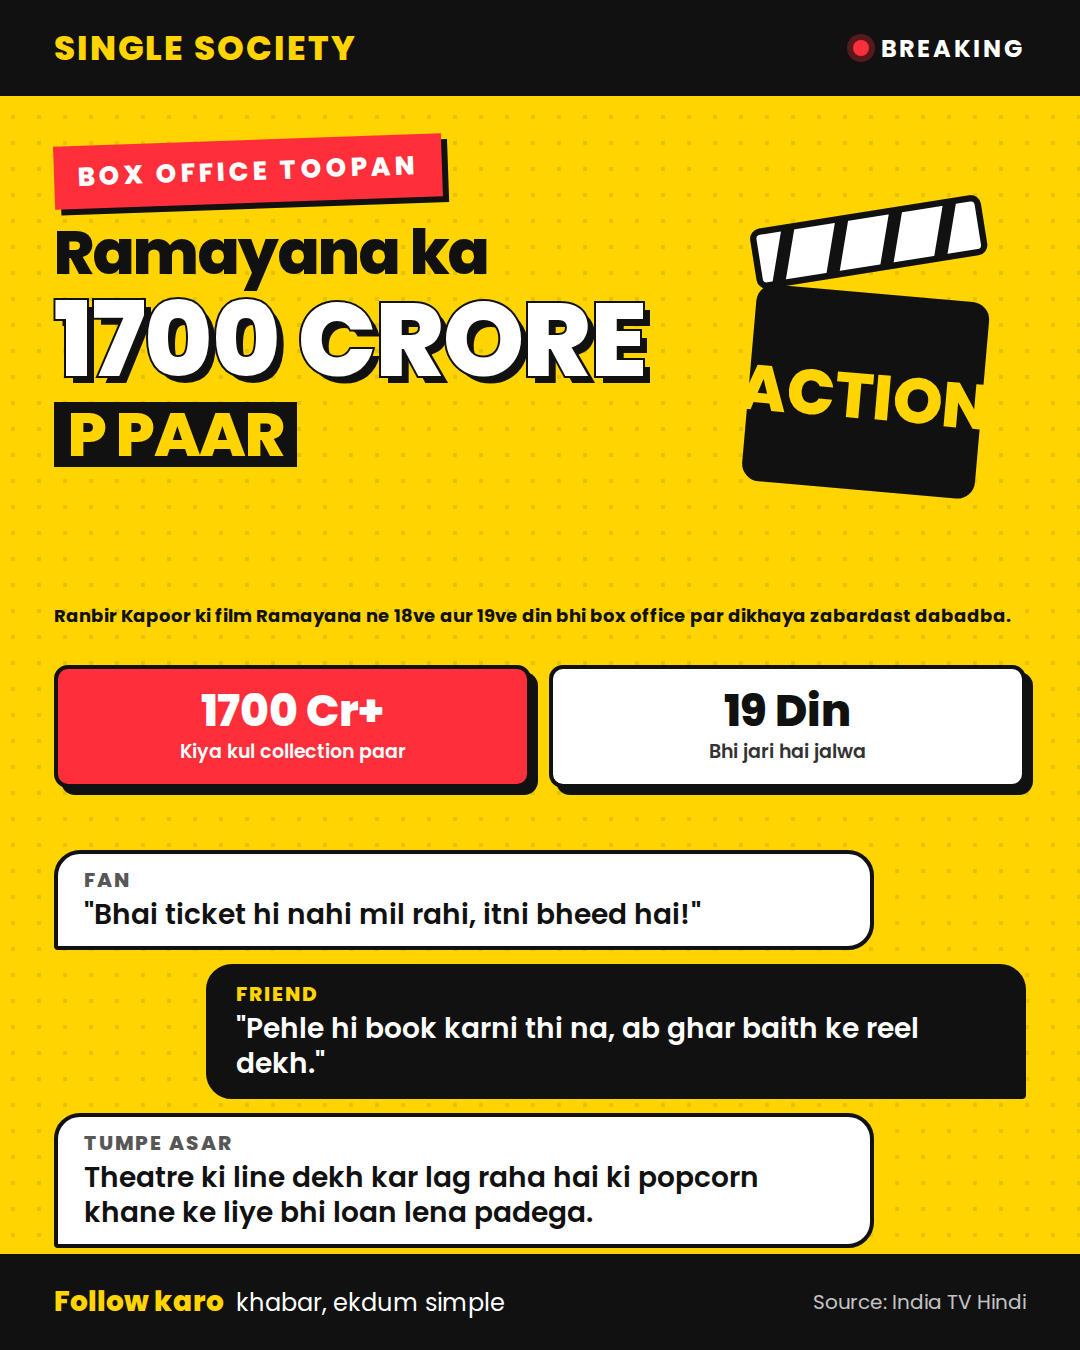 SINGLE SOCIETY
BREAKING
BOX OFFICE TOOPAN
Ramayana ka
1700 CRORE
P PAAR
ACTION
Ranbir Kapoor ki film Ramayana ne 18ve aur 19ve din bhi box office par dikhaya zabardast dabadba.
1700 Cr+
Kiya kul collection paar
19 Din
Bhi jari hai jalwa
FAN
"Bhai ticket hi nahi mil rahi, itni bheed hai!"
FRIEND
"Pehle hi book karni thi na, ab ghar baith ke reel
dekh."
TUMPE ASAR
Theatre ki line dekh kar lag raha hai ki popcorn
khane ke liye bhi loan lena padega.
Follow karo khabar, ekdum simple
Source: India TV Hindi